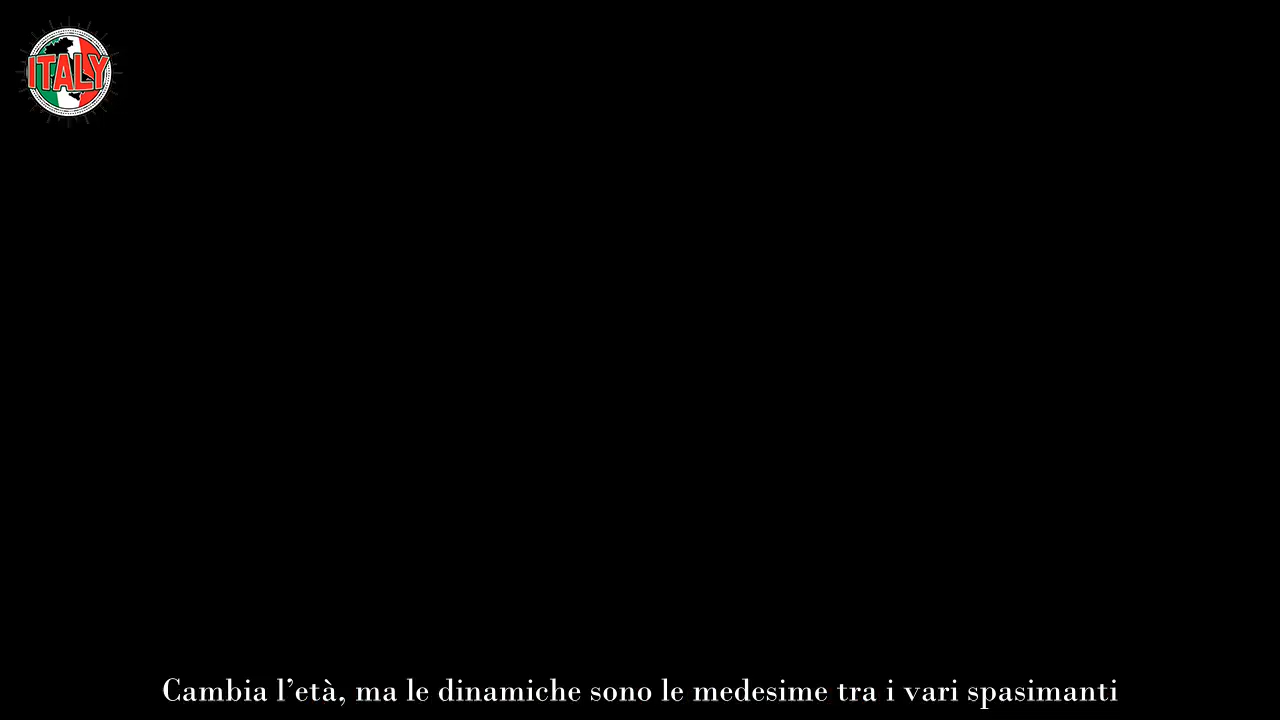 ITALY
Cambia l’età, ma le dinamiche sono le medesime tra i vari spasimanti